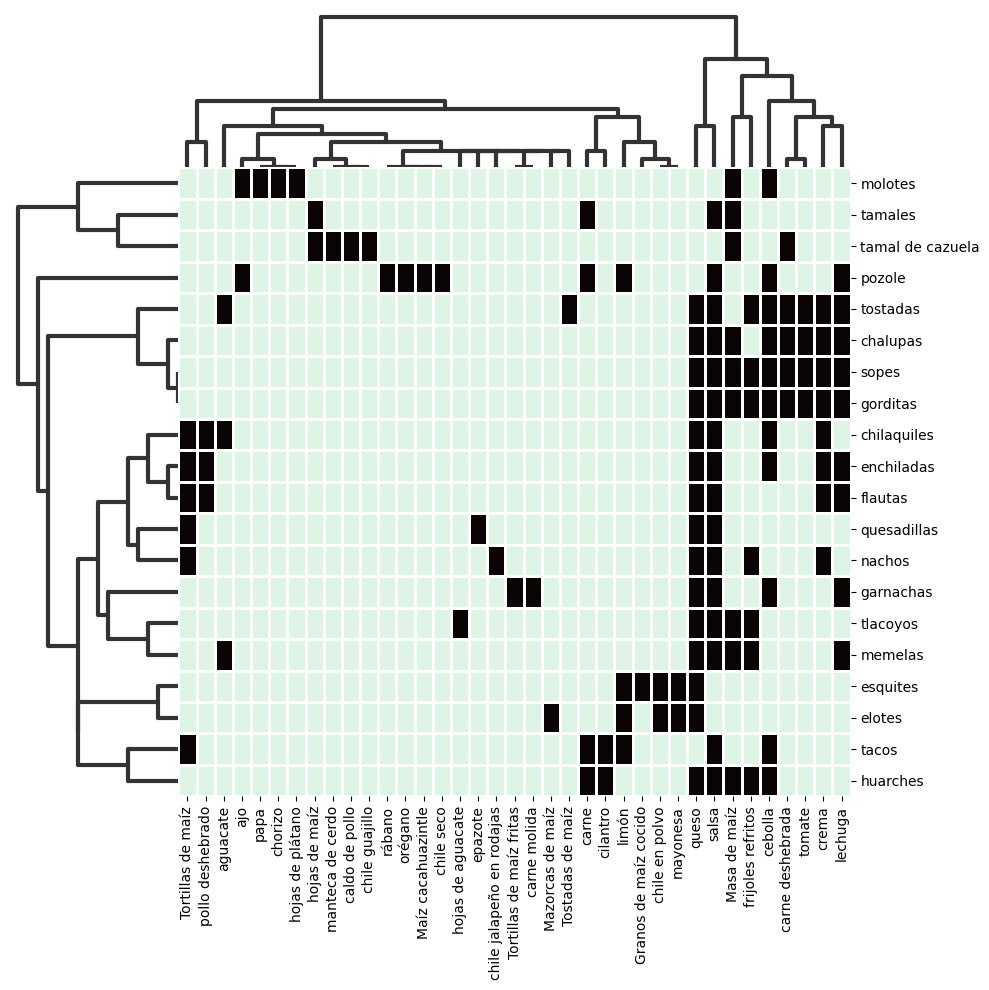 molotes
tamales
tamal de cazuela
pozole
tostadas
chalupas
sopes
gorditas
chilaquiles
enchiladas
flautas
quesadillas
nachos
garnachas
tlacoyos
memelas
esquites
elotes
tacos
huarches
Tortillas de maíz
pollo deshebrado
aguacate
ajo
papa
chorizo
hojas de plátano
hojas de maíz
manteca de cerdo
caldo de pollo
chile guajillo
rábano
orégano
Maíz cacahuazintle
chile seco
hojas de aguacate
epazote
chile jalapeño en rodajas
Tortillas de maíz fritas
carne molida
Mazorcas de maíz
Tostadas de maíz
carne
cilantro
limón
Granos de maíz cocido
chile en polvo
mayonesa
queso
salsa
Masa de maíz
frijoles refritos
cebolla
carne deshebrada
tomate
crema
lechuga